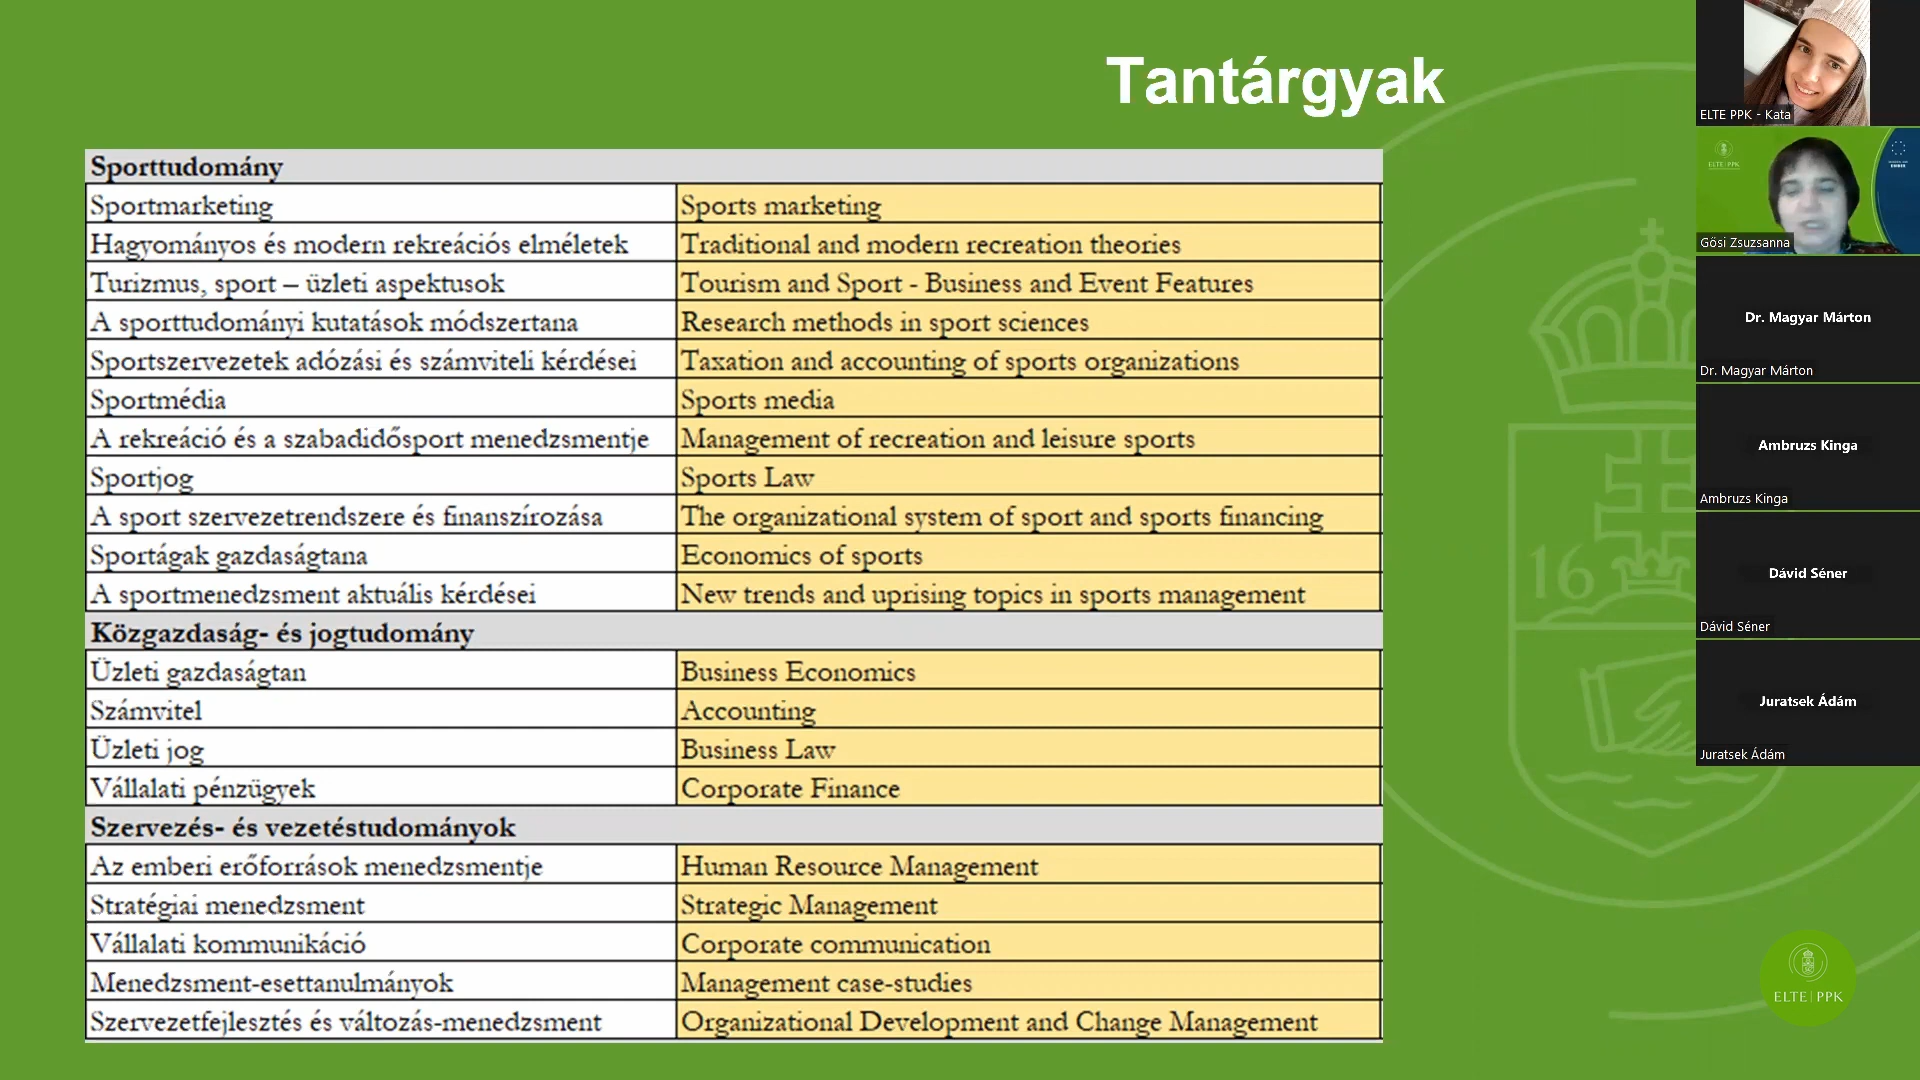 Tantárgyak
Sporttudomány
Sportmarketing Sports marketing
Hagyományos és modern rekreációs elméletek Traditional and modern recreation theories
Turizmus, sport – üzleti aspektusok Tourism and Sport - Business and Event Features
A sporttudományi kutatások módszertana Research methods in sport sciences
Sportszervezetek adózási és számviteli kérdései Taxation and accounting of sports organizations
Sportmédia Sports media
A rekreáció és a szabadidősport menedzsmentje Management of recreation and leisure sports
Sportjog Sports Law
A sport szervezetrendszere és finanszírozása The organizational system of sport and sports financing
Sportágak gazdaságtana Economics of sports
A sportmenedzsment aktuális kérdései New trends and uprising topics in sports management
Közgazdaság- és jogtudomány
Üzleti gazdaságtan Business Economics
Számvitel Accounting
Üzleti jog Business Law
Vállalati pénzügyek Corporate Finance
Szervezés- és vezetéstudományok
Az emberi erőforrások menedzsmentje Human Resource Management
Stratégiai menedzsment Strategic Management
Vállalati kommunikáció Corporate communication
Menedzsment-esettanulmányok Management case-studies
Szervezetfejlesztés és változás-menedzsment Organizational Development and Change Management
16
ELTE | PPK
ELTE PPK - Kata
ELTE | PPK
Gősi Zsuzsanna
Dr. Magyar Márton
Dr. Magyar Márton
Ambruzs Kinga
Ambruzs Kinga
Dávid Séner
Dávid Séner
Juratsek Ádám
Juratsek Ádám